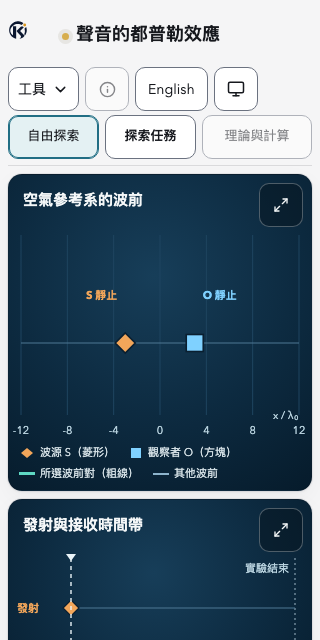 聲音的都普勒效應
工具
English
自由探索
探索任務
理論與計算
空氣參考系的波前
S 靜止
O 靜止
x / λ₀
-12 -8 -4 0 4 8 12
波源 S（菱形）
觀察者 O（方塊）
所選波前對（粗線）
其他波前
發射與接收時間帶
實驗結束
發射